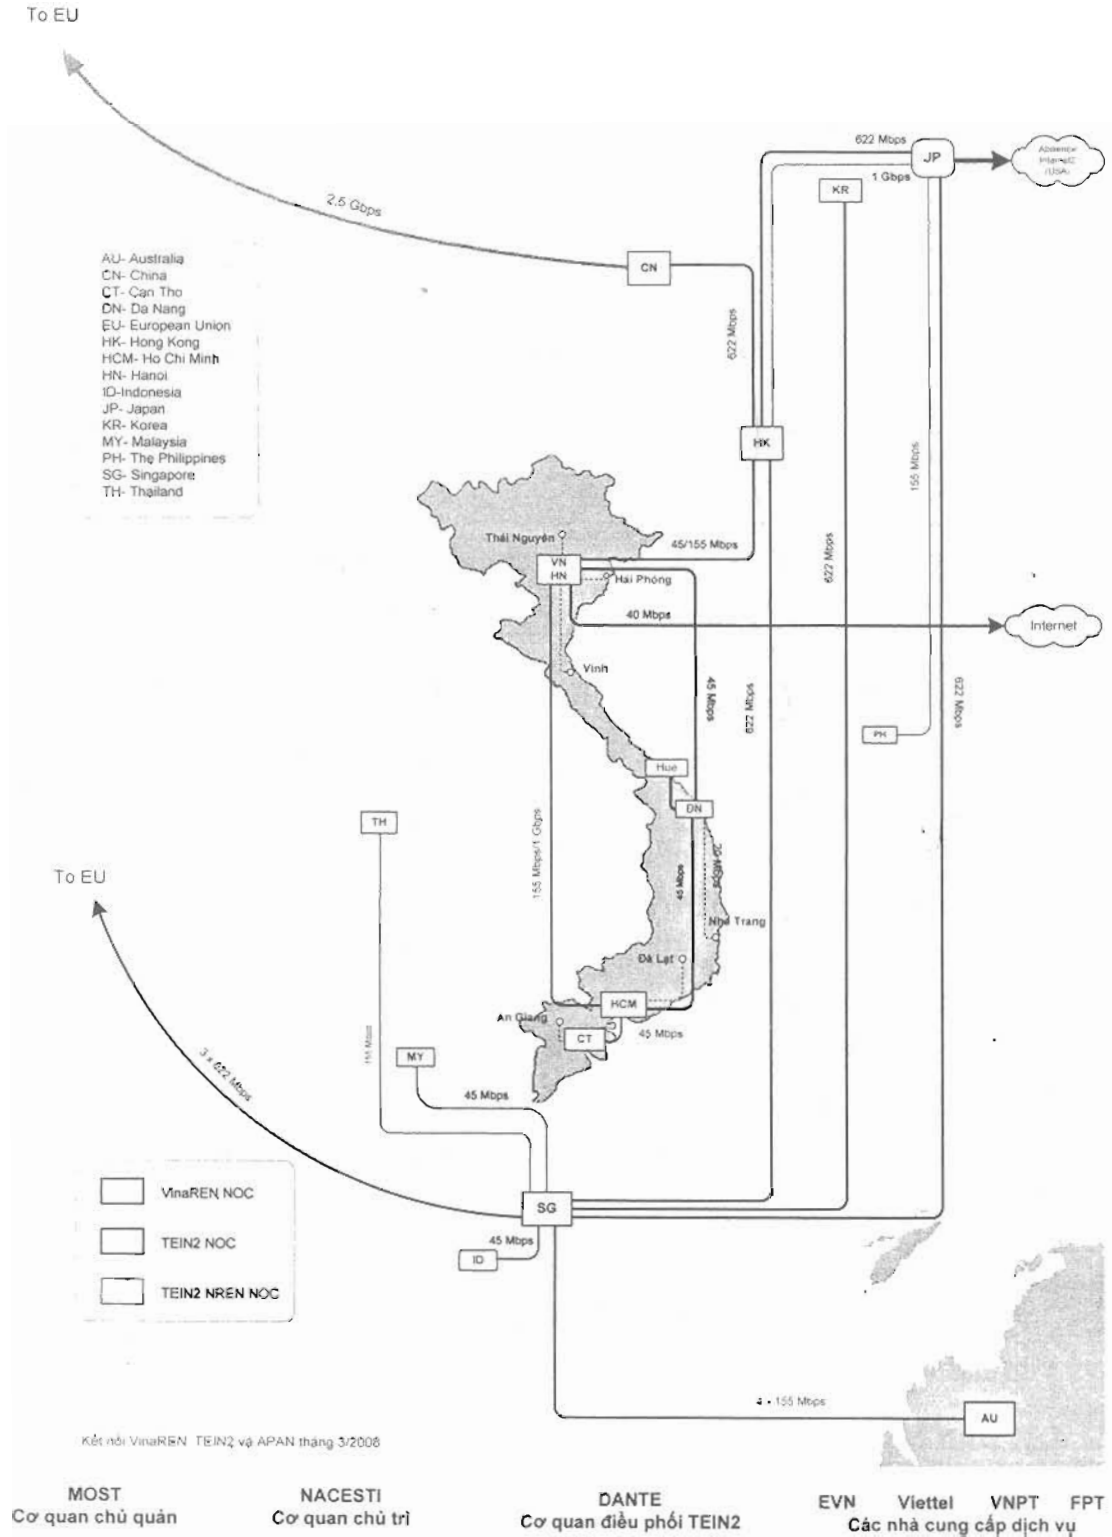 To EU
622 Mbps
JP
Abilene/
Internet2
(USA)
1 Gbps
KR
2.5 Gbps
CN
AU- Australia
CN- China
CT- Can Tho
DN- Da Nang
EU- European Union
HK- Hong Kong
HCM- Ho Chi Minh
HN- Hanoi
ID-Indonesia
JP- Japan
KR- Korea
MY- Malaysia
PH- The Philippines
SG- Singapore
TH- Thailand
622 Mbps
HK
155 Mbps
Thái Nguyên
45/155 Mbps
VN
HN
Hải Phòng
622 Mbps
40 Mbps
Internet
Vinh
45 Mbps
622 Mbps
622 Mbps
PH
Huế
DN
TH
155 Mbps/1 Gbps
45 Mbps
20 Mbps
To EU
Nha Trang
Đà Lạt
HCM
An Giang
45 Mbps
CT
155 Mbps
MY
3 x 622 Mbps
45 Mbps
VinaREN NOC
TEIN2 NOC
TEIN2 NREN NOC
SG
45 Mbps
ID
155 Mbps
AU
Kết nối VinaREN TEIN2 và APAN tháng 3/2008
MOST NACESTI DANTE EVN Viettel VNPT FPT
Cơ quan chủ quản Cơ quan chủ trì Cơ quan điều phối TEIN2 Các nhà cung cấp dịch vụ